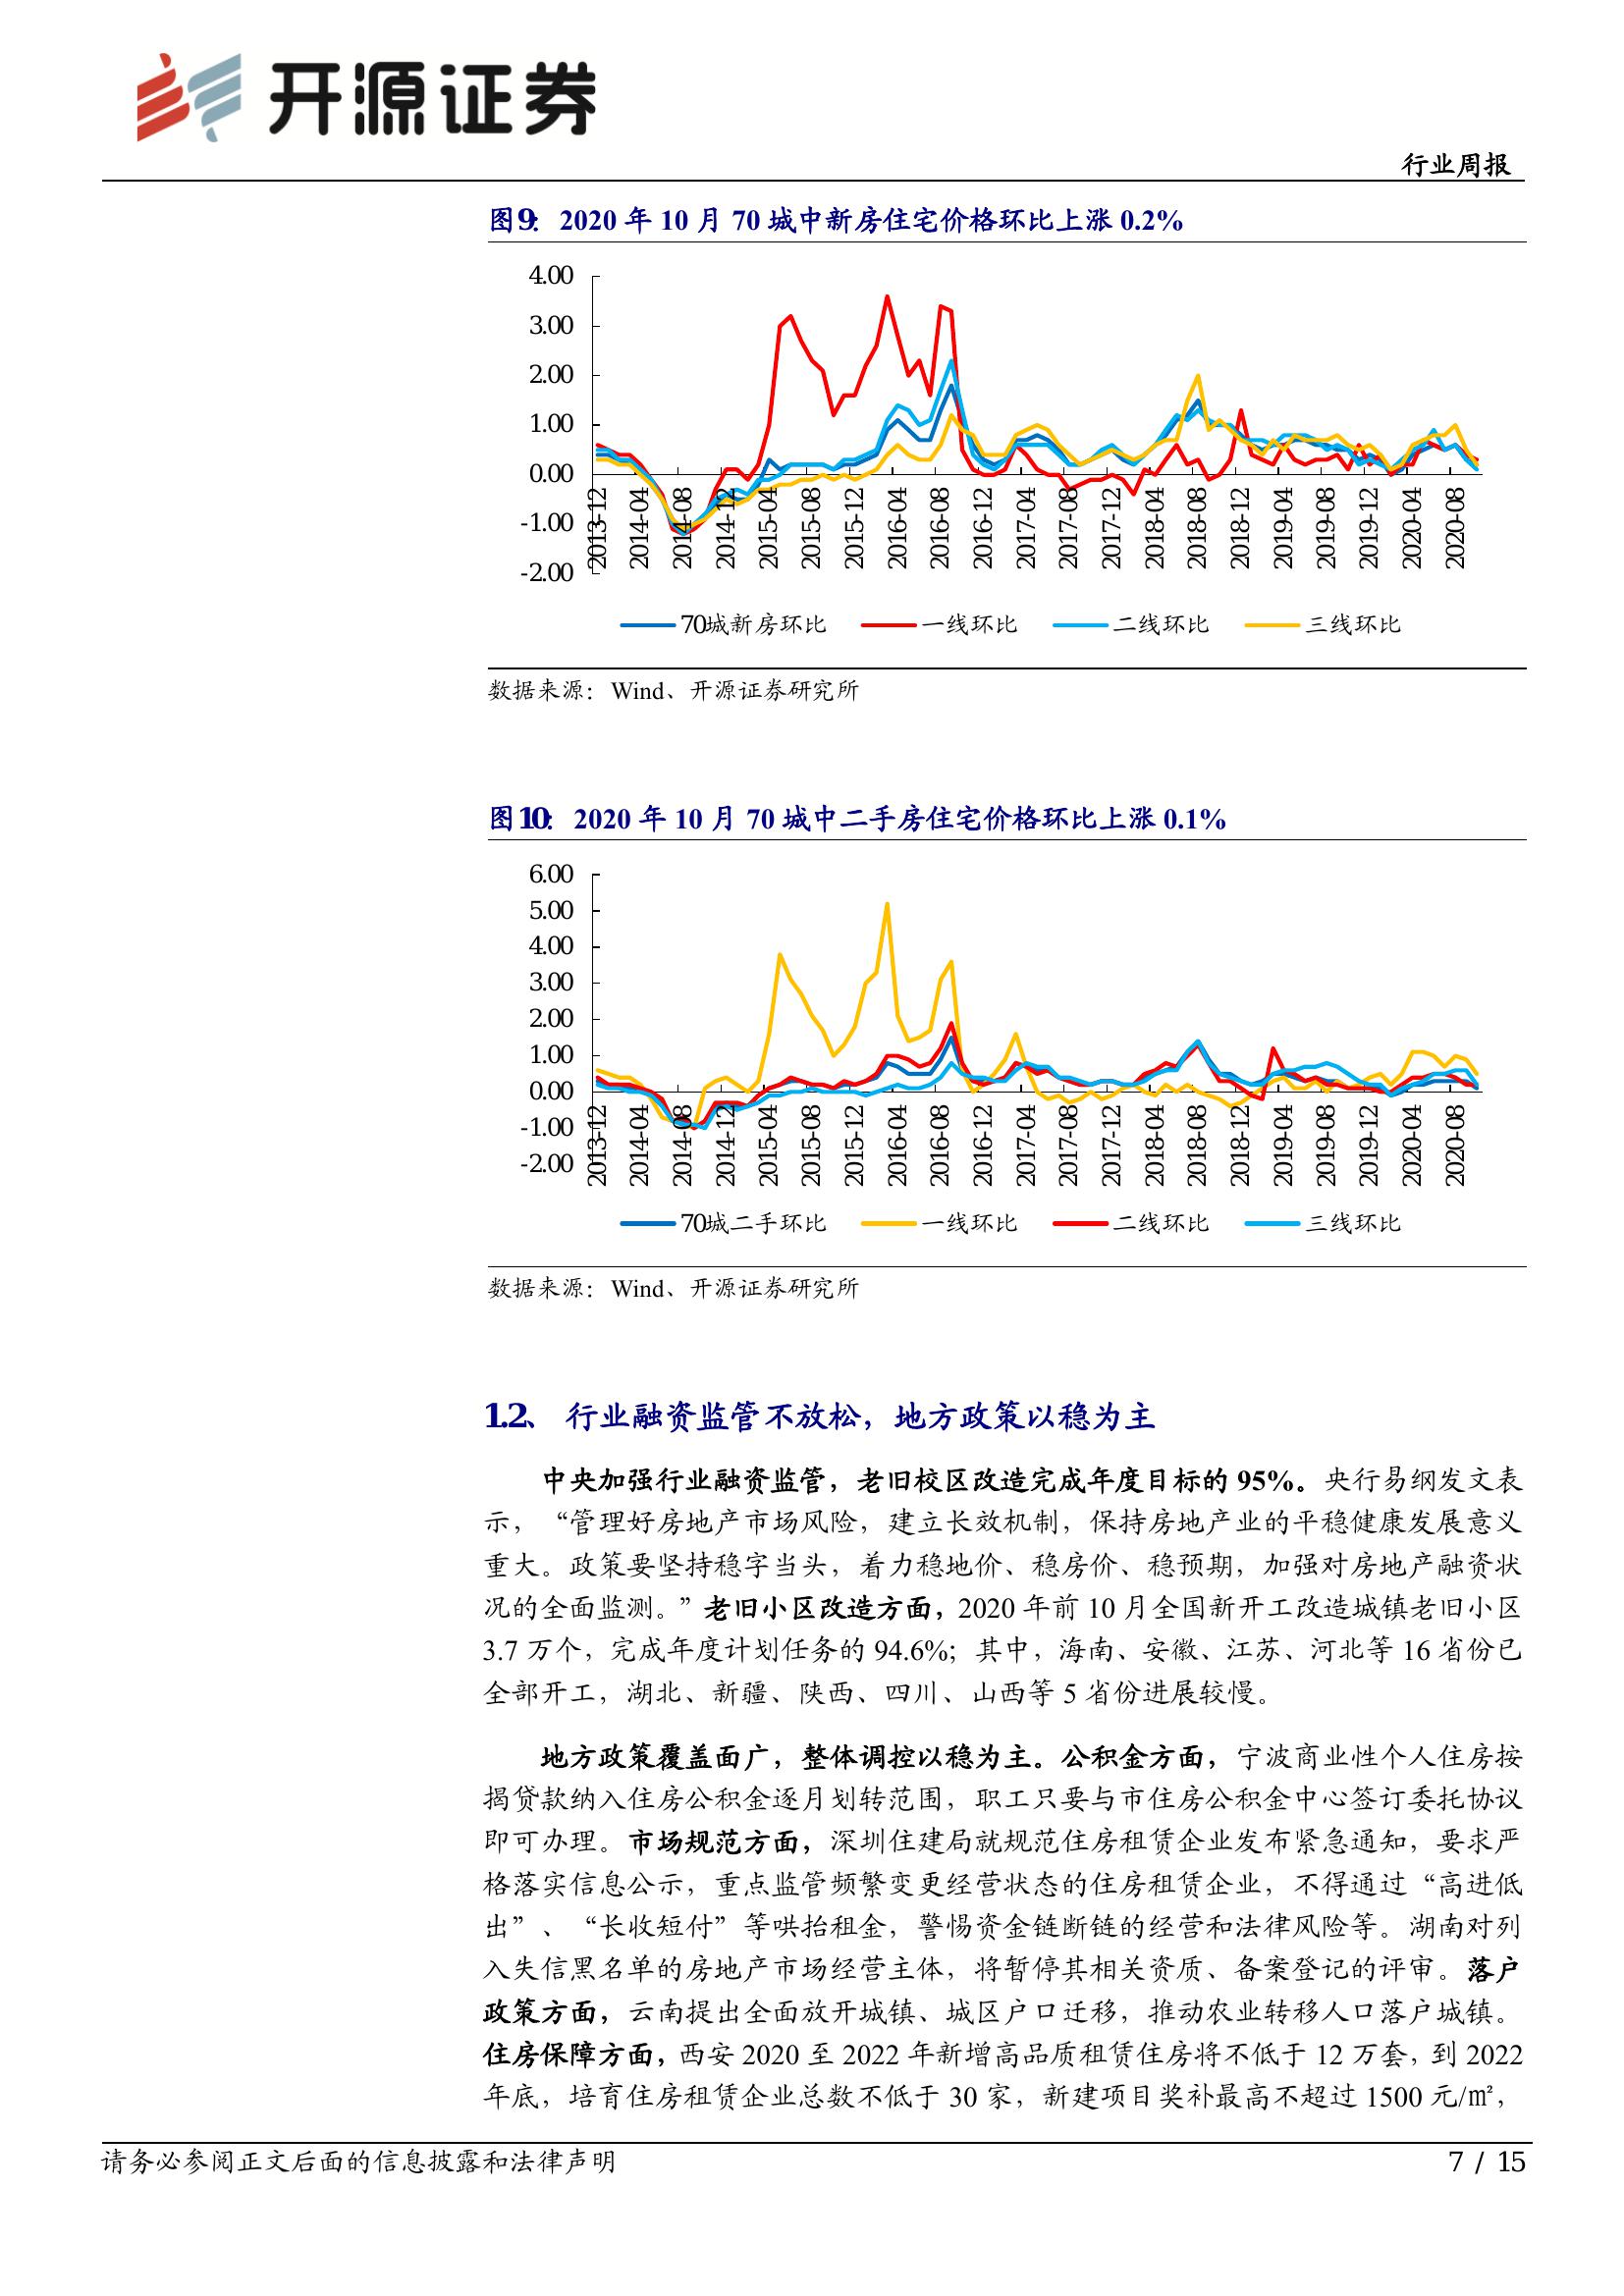 开源证券
行业周报
图9： 2020 年 10 月 70 城中新房住宅价格环比上涨 0.2%
4.00
3.00
2.00
1.00
0.00
-1.00
-2.00
2013-12
2014-04
2014-08
2014-12
2015-04
2015-08
2015-12
2016-04
2016-08
2016-12
2017-04
2017-08
2017-12
2018-04
2018-08
2018-12
2019-04
2019-08
2019-12
2020-04
2020-08
70城新房环比 一线环比 二线环比 三线环比
数据来源：Wind、开源证券研究所
图10： 2020 年 10 月 70 城中二手房住宅价格环比上涨 0.1%
6.00
5.00
4.00
3.00
2.00
1.00
0.00
-1.00
-2.00
2013-12
2014-04
2014-08
2014-12
2015-04
2015-08
2015-12
2016-04
2016-08
2016-12
2017-04
2017-08
2017-12
2018-04
2018-08
2018-12
2019-04
2019-08
2019-12
2020-04
2020-08
70城二手环比 一线环比 二线环比 三线环比
数据来源：Wind、开源证券研究所
1.2、 行业融资监管不放松，地方政策以稳为主
中央加强行业融资监管，老旧校区改造完成年度目标的 95%。央行易纲发文表
示，“管理好房地产市场风险，建立长效机制，保持房地产业的平稳健康发展意义
重大。政策要坚持稳字当头，着力稳地价、稳房价、稳预期，加强对房地产融资状
况的全面监测。”老旧小区改造方面，2020 年前 10 月全国新开工改造城镇老旧小区
3.7 万个，完成年度计划任务的 94.6%；其中，海南、安徽、江苏、河北等 16 省份已
全部开工，湖北、新疆、陕西、四川、山西等 5 省份进展较慢。
地方政策覆盖面广，整体调控以稳为主。公积金方面，宁波商业性个人住房按
揭贷款纳入住房公积金逐月划转范围，职工只要与市住房公积金中心签订委托协议
即可办理。市场规范方面，深圳住建局就规范住房租赁企业发布紧急通知，要求严
格落实信息公示，重点监管频繁变更经营状态的住房租赁企业，不得通过“高进低
出”、“长收短付”等哄抬租金，警惕资金链断链的经营和法律风险等。湖南对列
入失信黑名单的房地产市场经营主体，将暂停其相关资质、备案登记的评审。落户
政策方面，云南提出全面放开城镇、城区户口迁移，推动农业转移人口落户城镇。
住房保障方面，西安 2020 至 2022 年新增高品质租赁住房将不低于 12 万套，到 2022
年底，培育住房租赁企业总数不低于 30 家，新建项目奖补最高不超过 1500 元/㎡，
请务必参阅正文后面的信息披露和法律声明
7 / 15